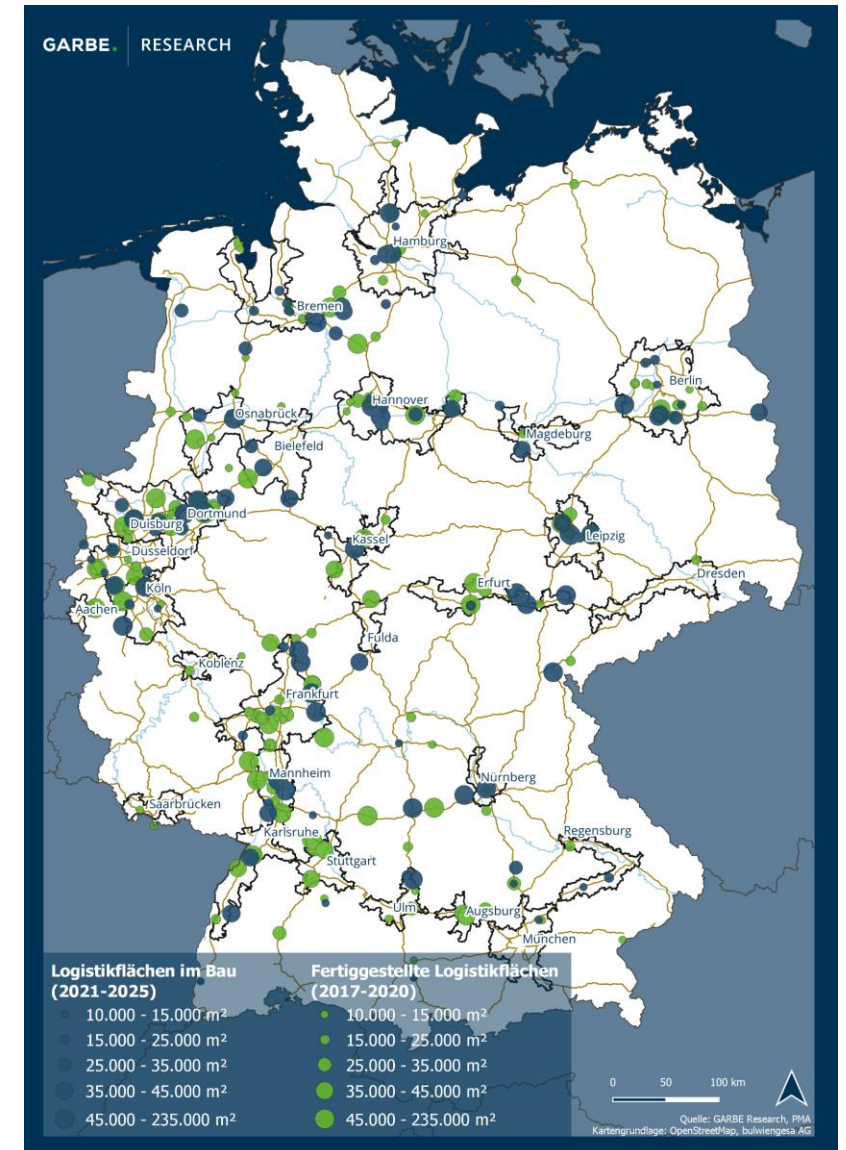 GARBE. RESEARCH
Hamburg
Bremen
Berlin
Hannover
Osnabrück
Magdeburg
Bielefeld
Dortmund
Duisburg
Kassel
Leipzig
Düsseldorf
Dresden
Erfurt
Köln
Aachen
Fulda
Koblenz
Frankfurt
Mannheim
Nürnberg
Saarbrücken
Karlsruhe
Regensburg
Stuttgart
Ulm
Augsburg
München
Logistikflächen im Bau
(2021-2025)
10.000 - 15.000 m²
15.000 - 25.000 m²
25.000 - 35.000 m²
35.000 - 45.000 m²
45.000 - 235.000 m²
Fertiggestellte Logistikflächen
(2017-2020)
10.000 - 15.000 m²
15.000 - 25.000 m²
25.000 - 35.000 m²
35.000 - 45.000 m²
45.000 - 235.000 m²
0 50 100 km
Quelle: GARBE Research, PMA
Kartengrundlage: OpenStreetMap, bulwiengesa AG